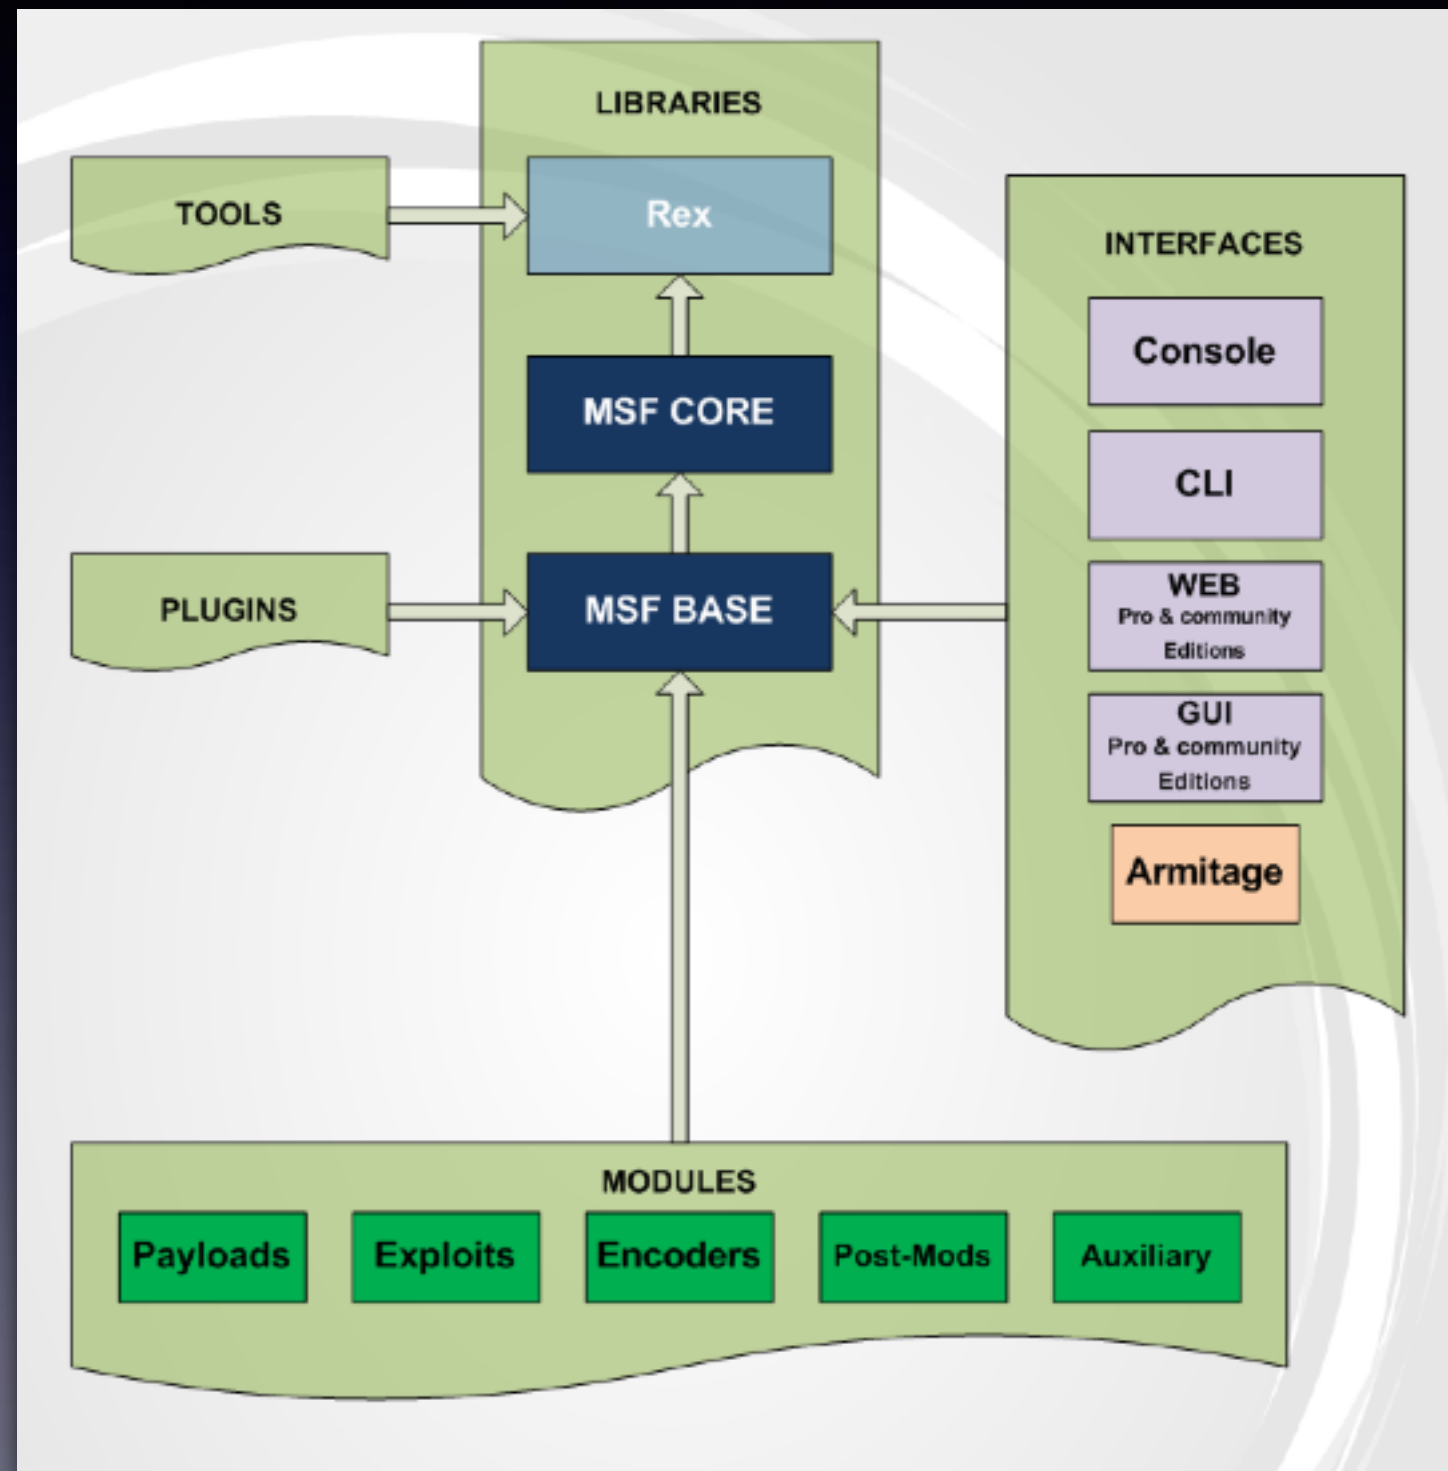 LIBRARIES
TOOLS
Rex
MSF CORE
PLUGINS
MSF BASE
INTERFACES
Console
CLI
WEB
Pro & community
Editions
GUI
Pro & community
Editions
Armitage
MODULES
Payloads
Exploits
Encoders
Post-Mods
Auxiliary